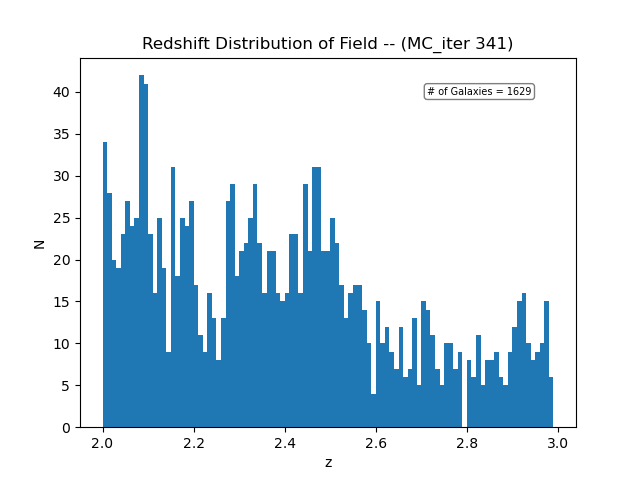 Redshift Distribution of Field -- (MC_iter 341)
# of Galaxies = 1629
40
35
30
25
20
15
10
5
0
N
2.0 2.2 2.4 2.6 2.8 3.0
z